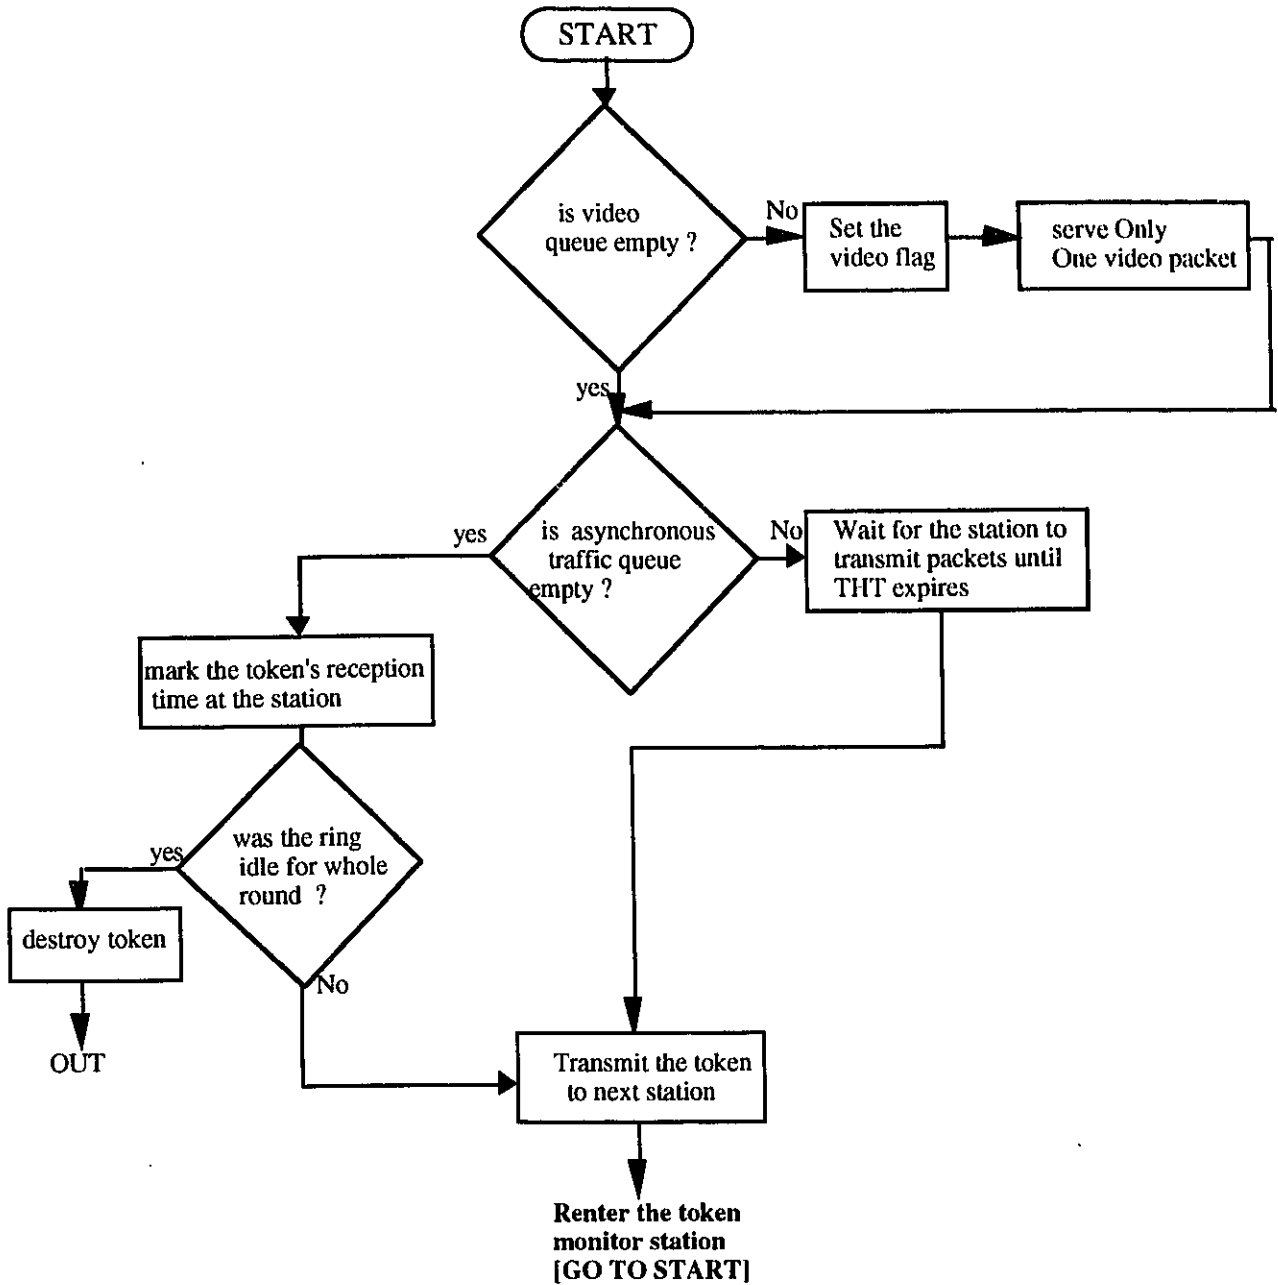 START
is video
queue empty ?
No
Set the
video flag
serve Only
One video packet
yes
is asynchronous
traffic queue
empty ?
yes
No
Wait for the station to
transmit packets until
THT expires
mark the token's reception
time at the station
was the ring
idle for whole
round ?
yes
destroy token
No
OUT
Transmit the token
to next station
Renter the token
monitor station
[GO TO START]